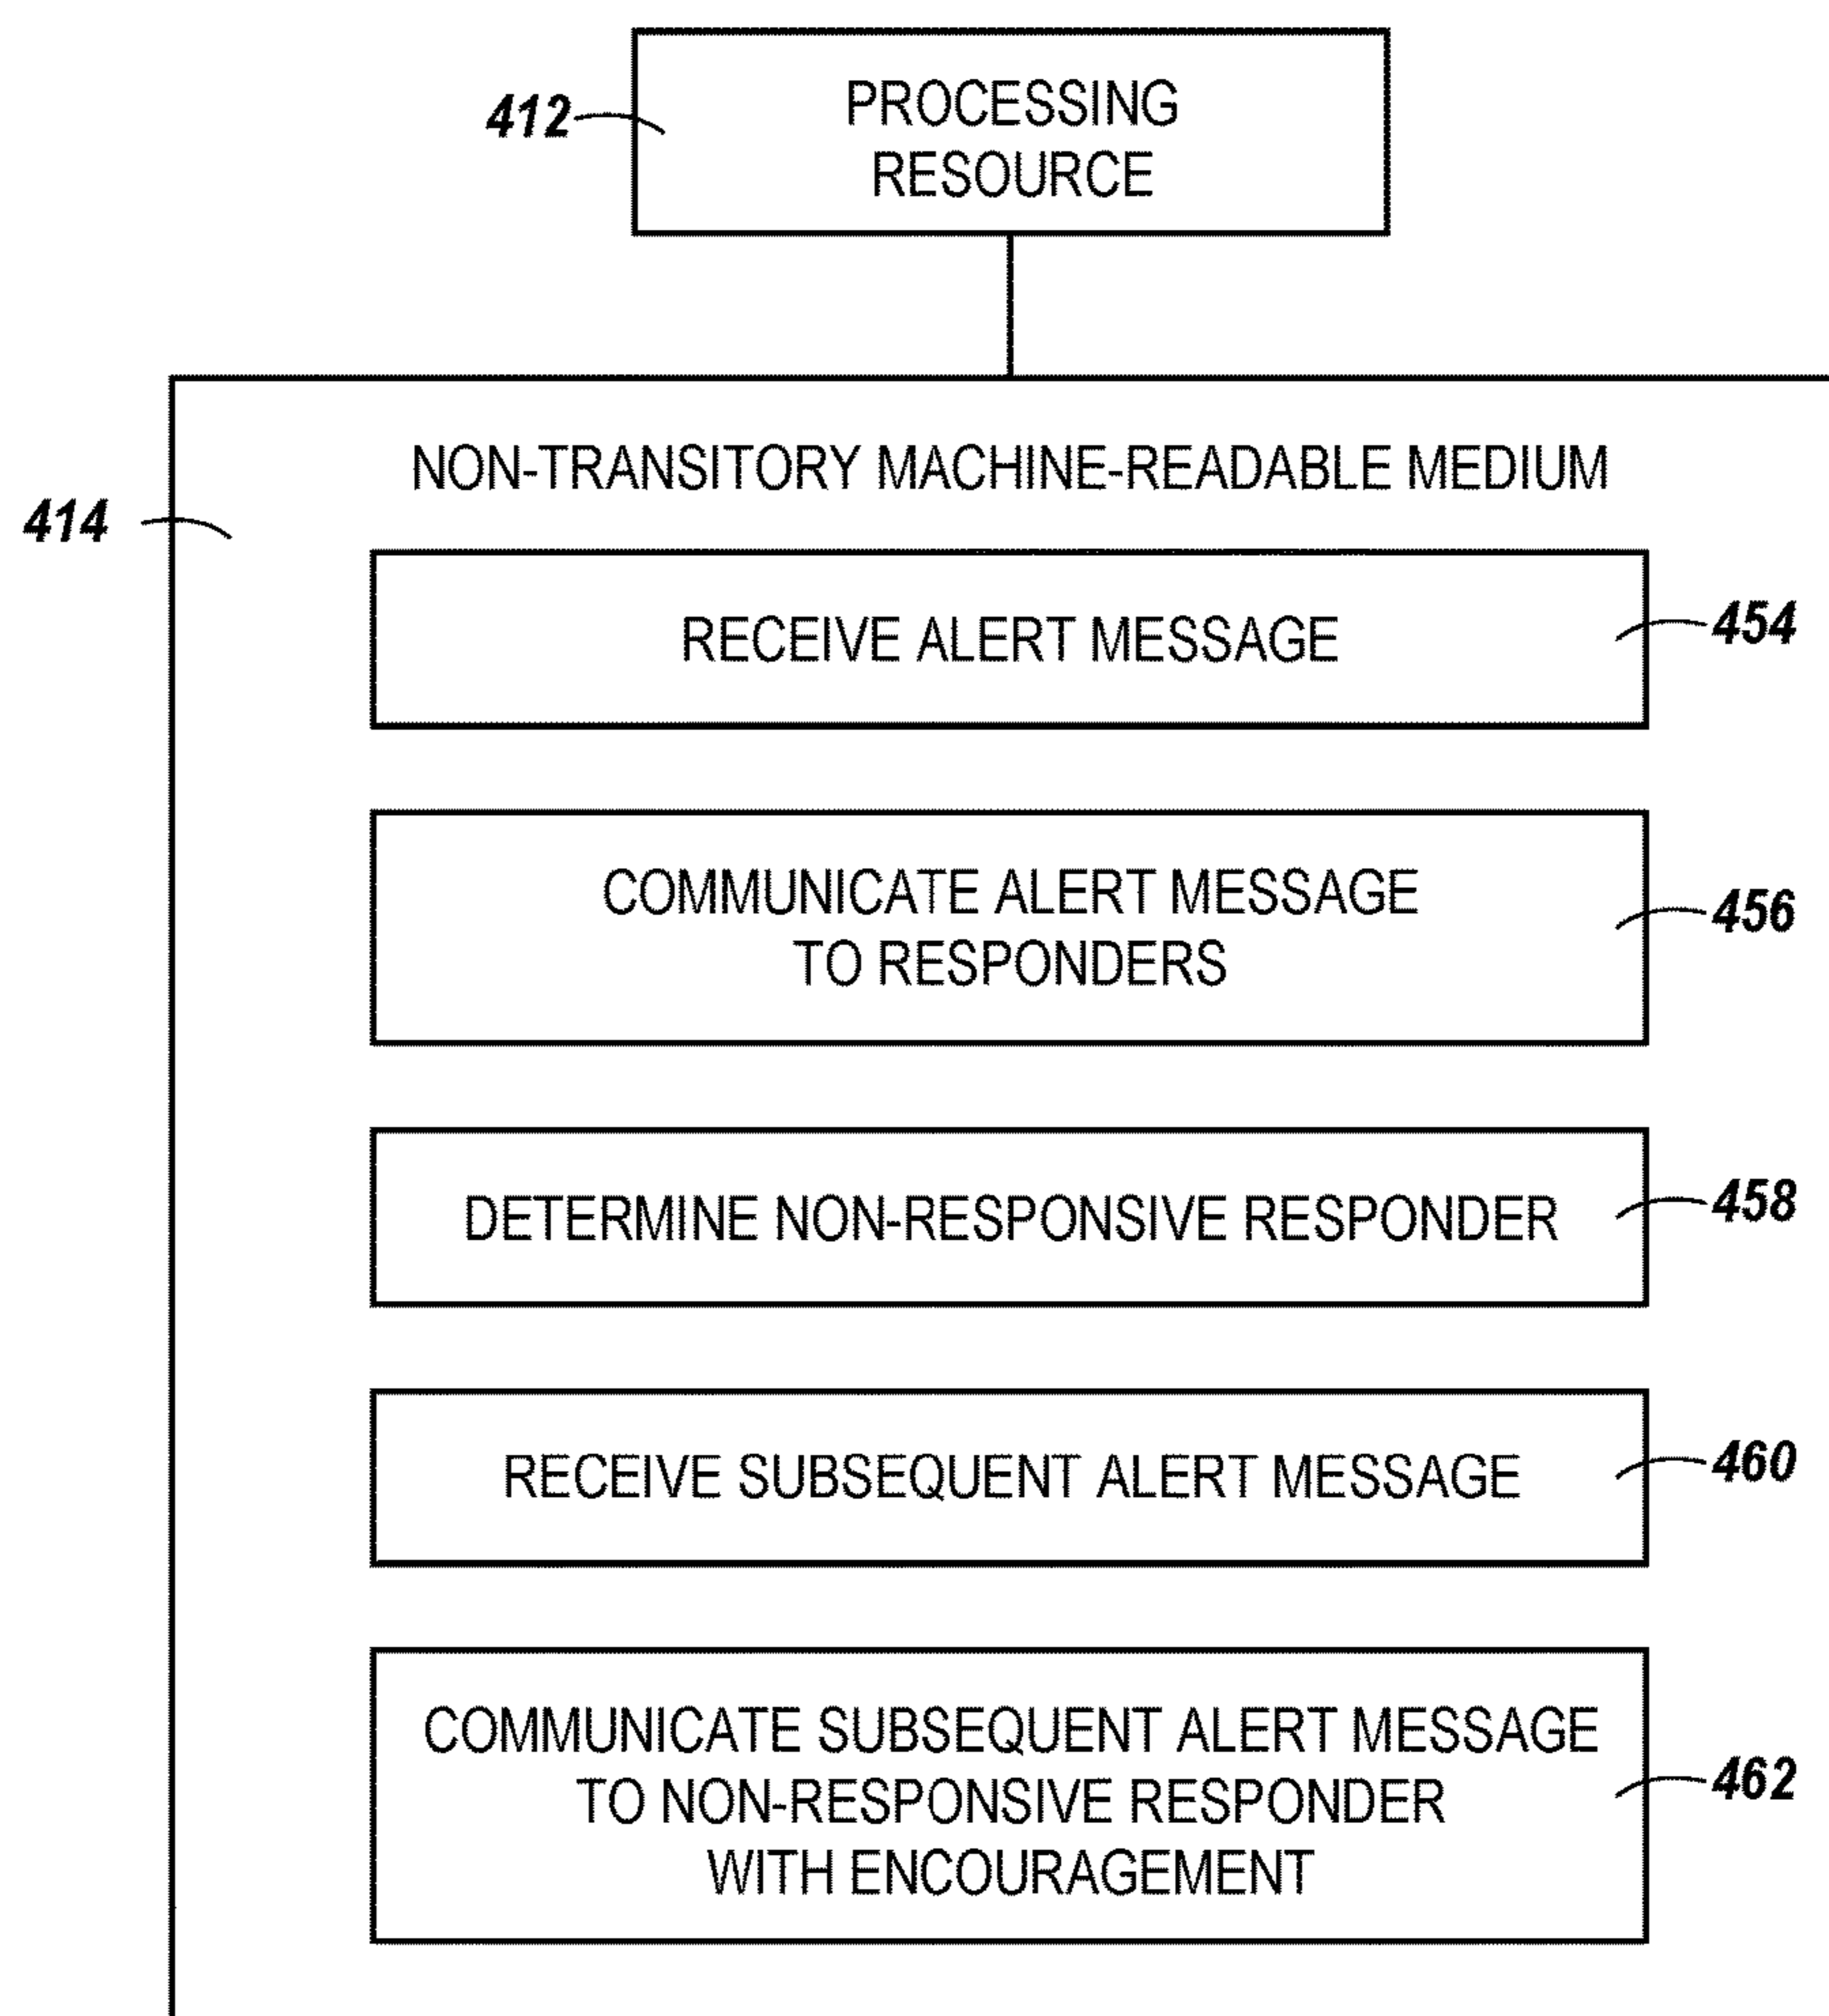 PROCESSING
412
RESOURCE
NON-TRANSITORY MACHINE-READABLE MEDIUM
414
RECEIVE ALERT MESSAGE
454
COMMUNICATE ALERT MESSAGE
TO RESPONDERS
456
DETERMINE NON-RESPONSIVE RESPONDER
458
RECEIVE SUBSEQUENT ALERT MESSAGE
460
COMMUNICATE SUBSEQUENT ALERT MESSAGE
TO NON-RESPONSIVE RESPONDER
WITH ENCOURAGEMENT
462